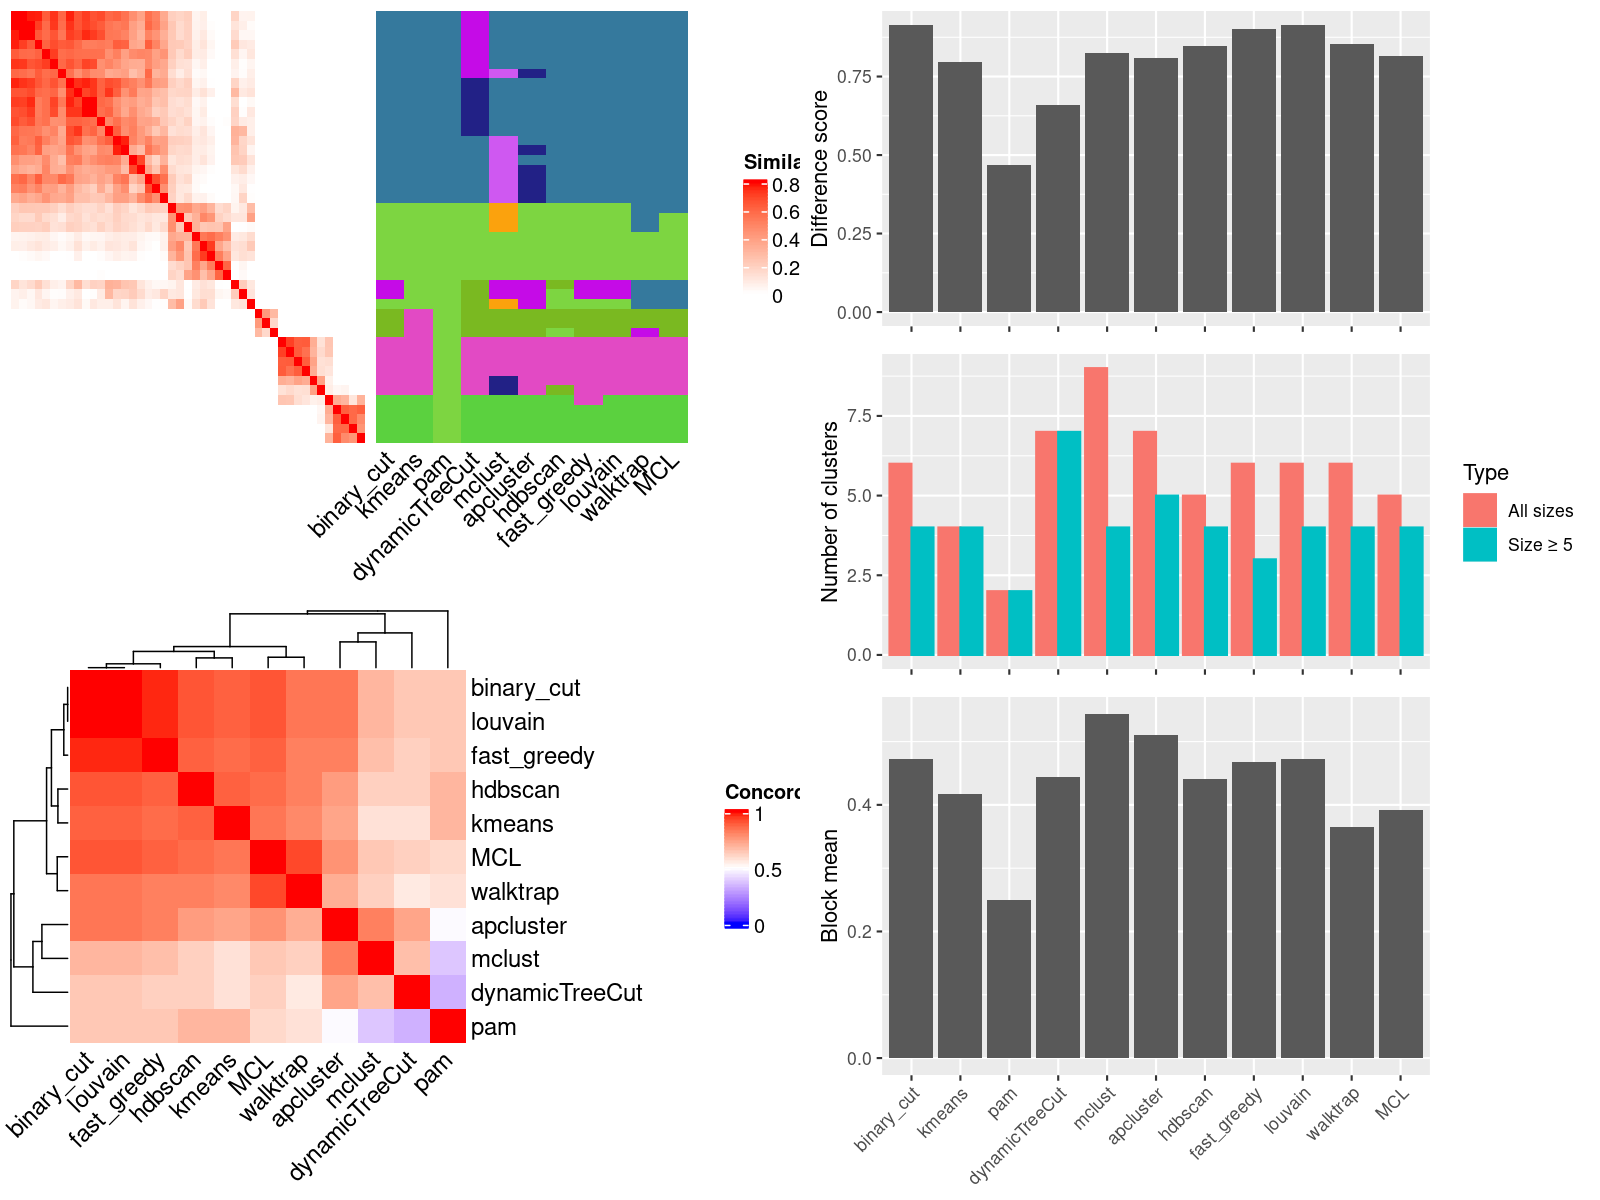 Simila
0.8
0.6
0.4
0.2
0
binary_cut
kmeans
pam
dynamicTreeCut
mclust
apcluster
hdbscan
fast_greedy
louvain
walktrap
MCL
binary_cut
louvain
fast_greedy
hdbscan
kmeans
MCL
walktrap
apcluster
mclust
dynamicTreeCut
pam
binary_cut
louvain
fast_greedy
hdbscan
kmeans
MCL
walktrap
apcluster
mclust
dynamicTreeCut
pam
Concord
1
0.5
0
Difference score
0.75
0.50
0.25
0.00
Number of clusters
7.5
5.0
2.5
0.0
Type
All sizes
Size ≥ 5
Block mean
0.4
0.2
0.0
binary_cut
kmeans
pam
dynamicTreeCut
mclust
apcluster
hdbscan
fast_greedy
louvain
walktrap
MCL